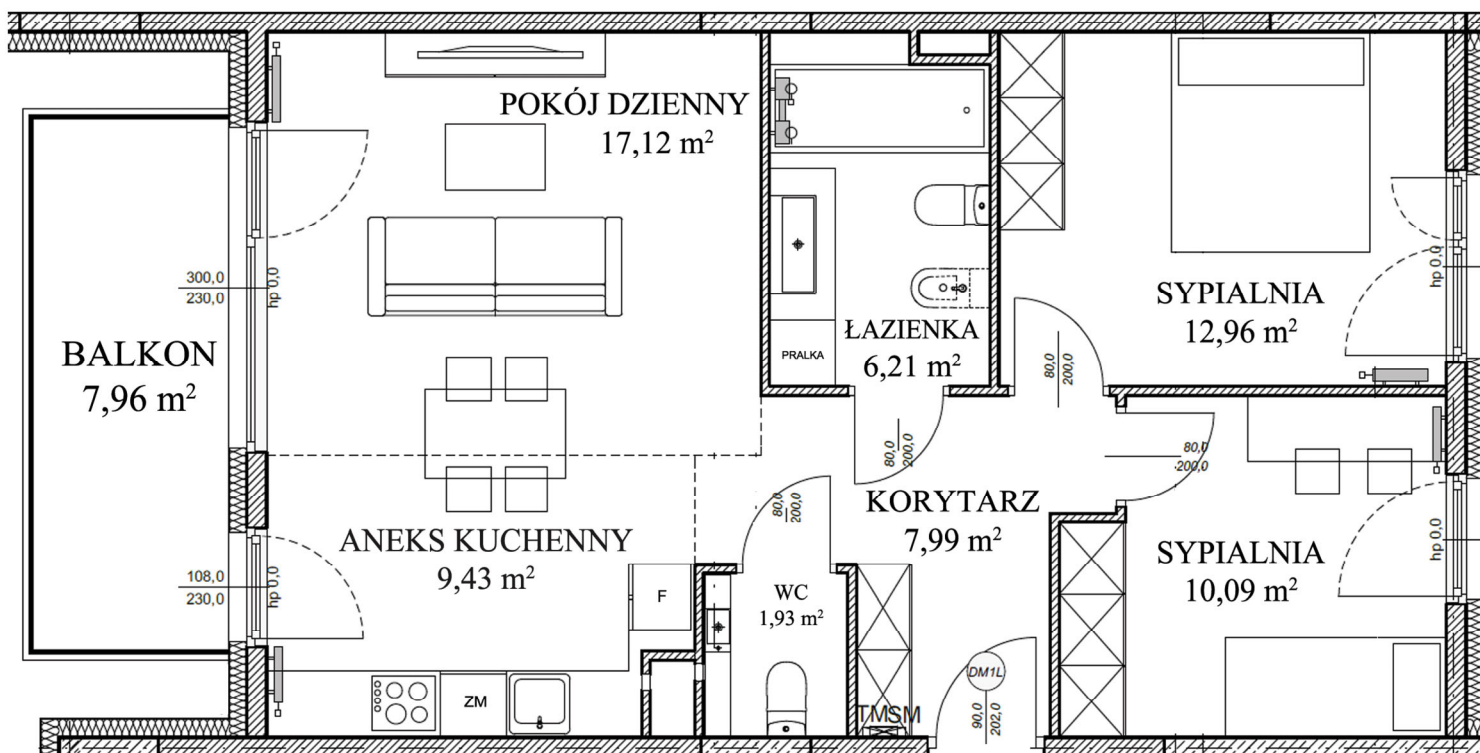 POKÓJ DZIENNY
17,12 m²
300,0
230,0
hp 0,0
BALKON
7,96 m²
PRALKA
ŁAZIENKA
6,21 m²
SYPIALNIA
12,96 m²
hp 0,0
80,0
200,0
80,0
200,0
80,0
200,0
80,0
200,0
ANEKS KUCHENNY
9,43 m²
KORYTARZ
7,99 m²
SYPIALNIA
10,09 m²
hp 0,0
108,0
230,0
hp 0,0
F
WC
1,93 m²
ZM
DM1L
TMSM
90,0
202,0